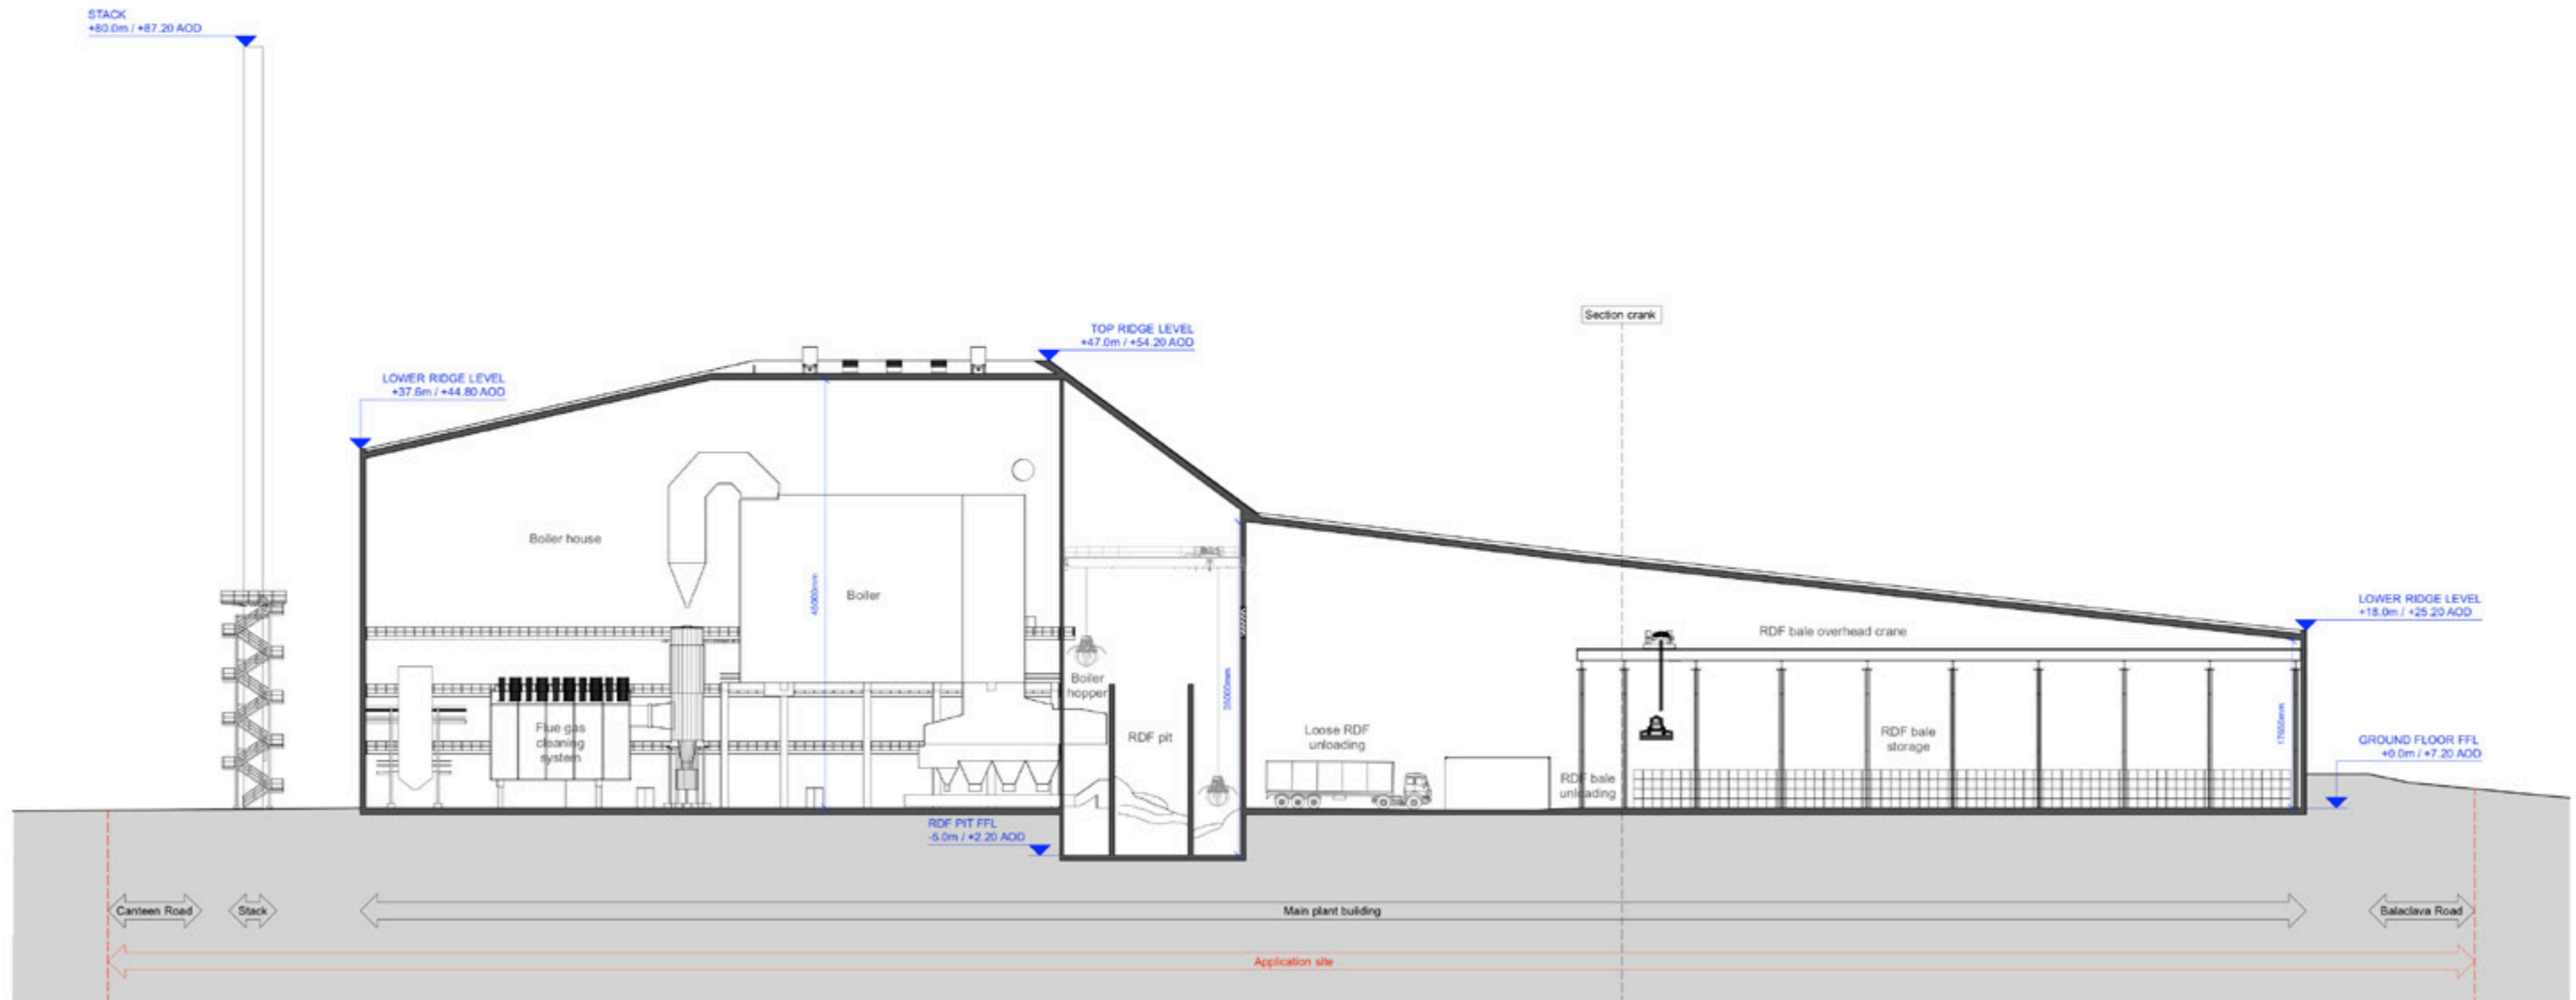 STACK
+80.0m / +87.20 AOD
Section crank
TOP RIDGE LEVEL
+47.0m / +54.20 AOD
LOWER RIDGE LEVEL
+37.6m / +44.80 AOD
Boiler house
45000mm
Boiler
LOWER RIDGE LEVEL
+18.0m / +25.20 AOD
RDF bale overhead crane
Boiler
hopper
35000mm
Flue gas
cleaning
system
RDF pit
Loose RDF
unloading
RDF bale
storage
GROUND FLOOR FFL
+0.0m / +7.20 AOD
RDF bale
unloading
RDF PIT FFL
-5.0m / +2.20 AOD
Canteen Road
Stack
Main plant building
Balaclava Road
Application site